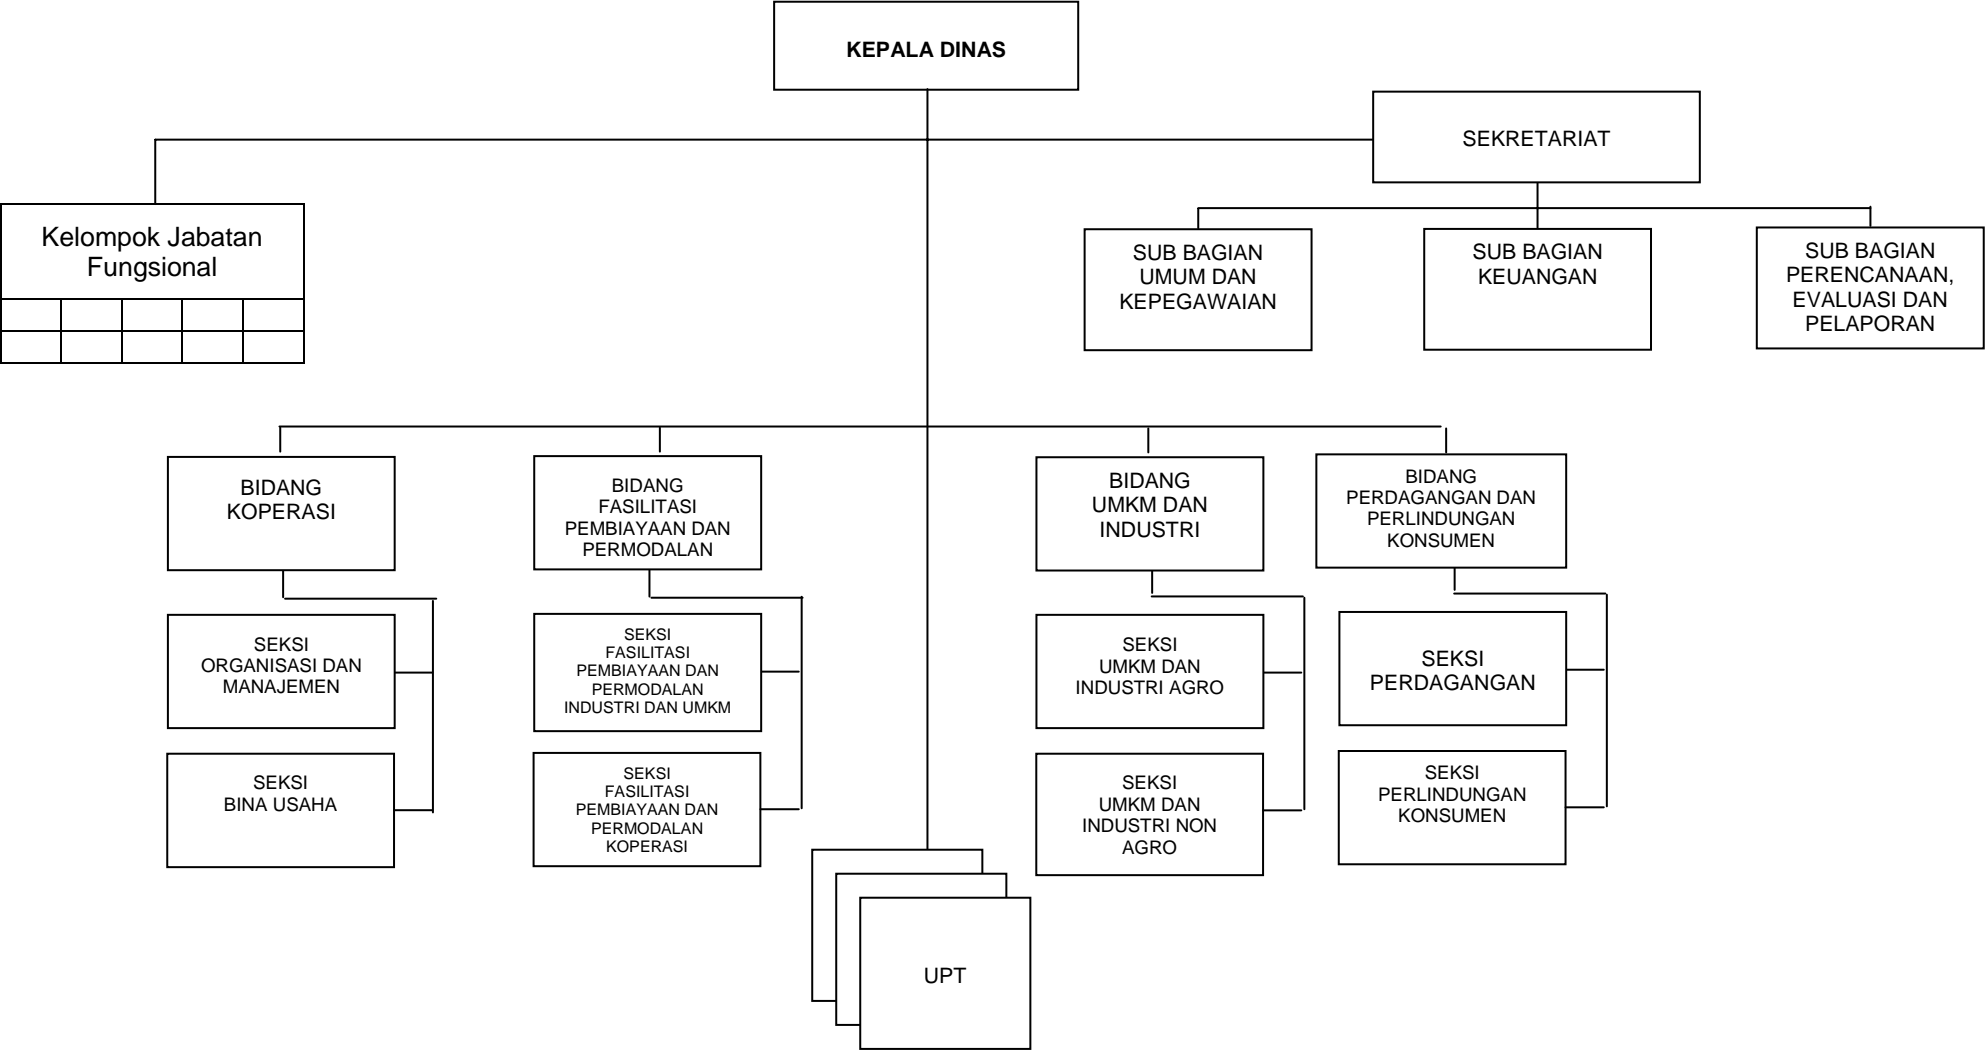 KEPALA DINAS
SEKRETARIAT
Kelompok Jabatan
Fungsional
SUB BAGIAN
UMUM DAN
KEPEGAWAIAN
SUB BAGIAN
KEUANGAN
SUB BAGIAN
PERENCANAAN,
EVALUASI DAN
PELAPORAN
BIDANG
KOPERASI
BIDANG
FASILITASI
PEMBIAYAAN DAN
PERMODALAN
BIDANG
UMKM DAN
INDUSTRI
BIDANG
PERDAGANGAN DAN
PERLINDUNGAN
KONSUMEN
SEKSI
ORGANISASI DAN
MANAJEMEN
SEKSI
FASILITASI
PEMBIAYAAN DAN
PERMODALAN
INDUSTRI DAN UMKM
SEKSI
UMKM DAN
INDUSTRI AGRO
SEKSI
PERDAGANGAN
SEKSI
BINA USAHA
SEKSI
FASILITASI
PEMBIAYAAN DAN
PERMODALAN
KOPERASI
SEKSI
UMKM DAN
INDUSTRI NON
AGRO
SEKSI
PERLINDUNGAN
KONSUMEN
UPT